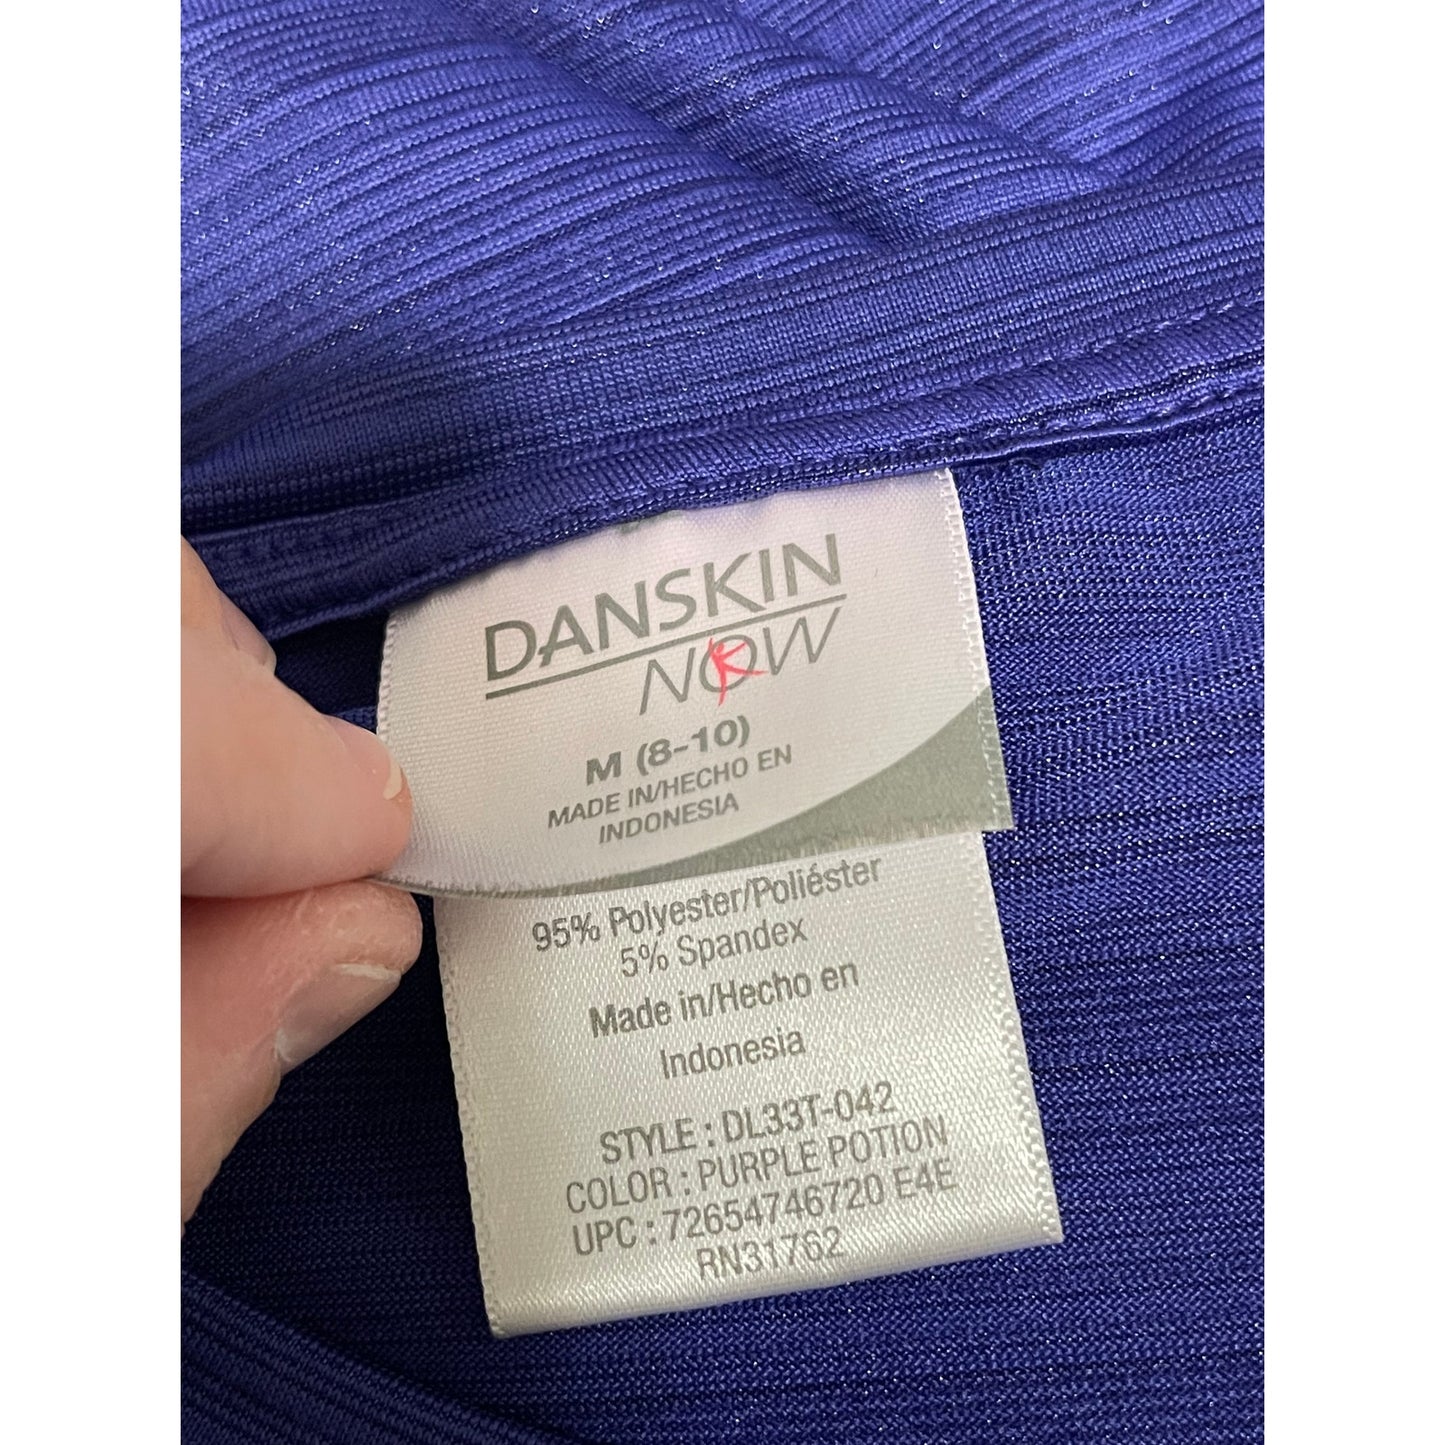 DANSKIN
NOW
K
M (8-10)
MADE IN/HECHO EN
INDONESIA
95% Polyester/Poliéster
5% Spandex
Made in/Hecho en
Indonesia
STYLE : DL33T-042
COLOR : PURPLE POTION
UPC : 72654746720 E4E
RN31762